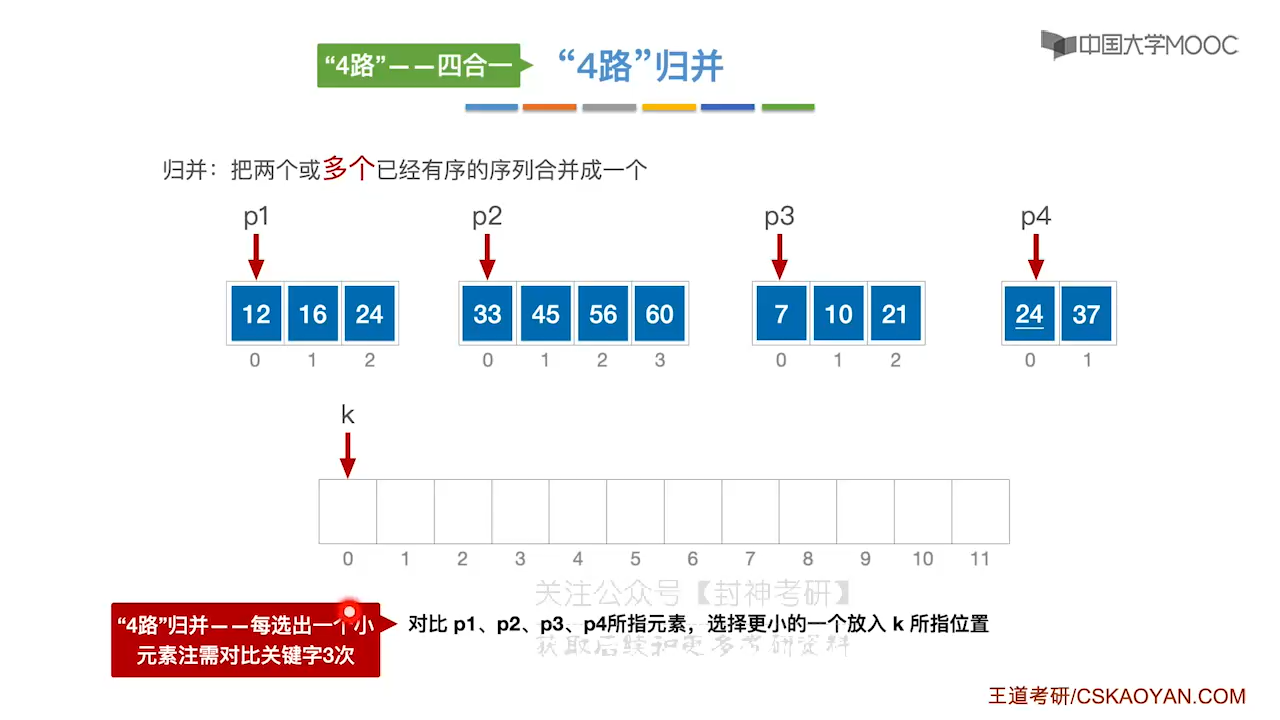 “4路”——四合一
“4路”归并
中国大学MOOC
归并：把两个或多个已经有序的序列合并成一个
p1 p2 p3 p4
12 16 24 33 45 56 60 7 10 21 24 37
0 1 2 0 1 2 3 0 1 2 0 1
k
0 1 2 3 4 5 6 7 8 9 10 11
关注公众号【封神考研】
“4路”归并——每选出一个小
元素注需对比关键字3次
对比 p1、p2、p3、p4所指元素，选择更小的一个放入 k 所指位置
获取后续和更多考研资料
王道考研/CSKAOYAN.COM